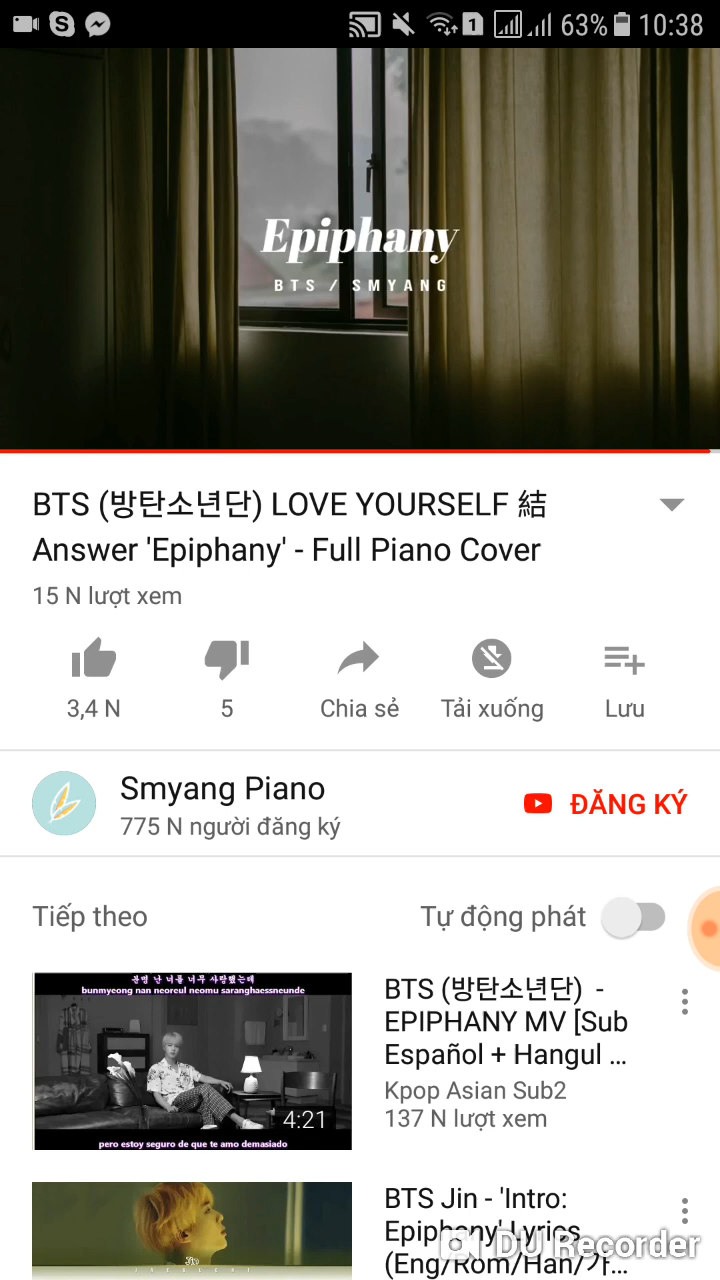 1 63% 10:38
Epiphany
BTS / SMYANG
BTS (방탄소년단) LOVE YOURSELF 結
Answer 'Epiphany' - Full Piano Cover
15 N lượt xem
3,4 N 5 Chia sẻ Tải xuống Lưu
Smyang Piano
775 N người đăng ký
ĐĂNG KÝ
Tiếp theo Tự động phát
분명 난 너를 너무 사랑했는데
bunmyeong nan neoreul neomu saranghaessneunde
4:21
pero estoy seguro de que te amo demasiado
BTS (방탄소년단) -
EPIPHANY MV [Sub
Español + Hangul ...
Kpop Asian Sub2
137 N lượt xem
Jin
BTS Jin - 'Intro:
Epiphany' Lyrics
(Eng/Rom/Han/가...
DU Recorder